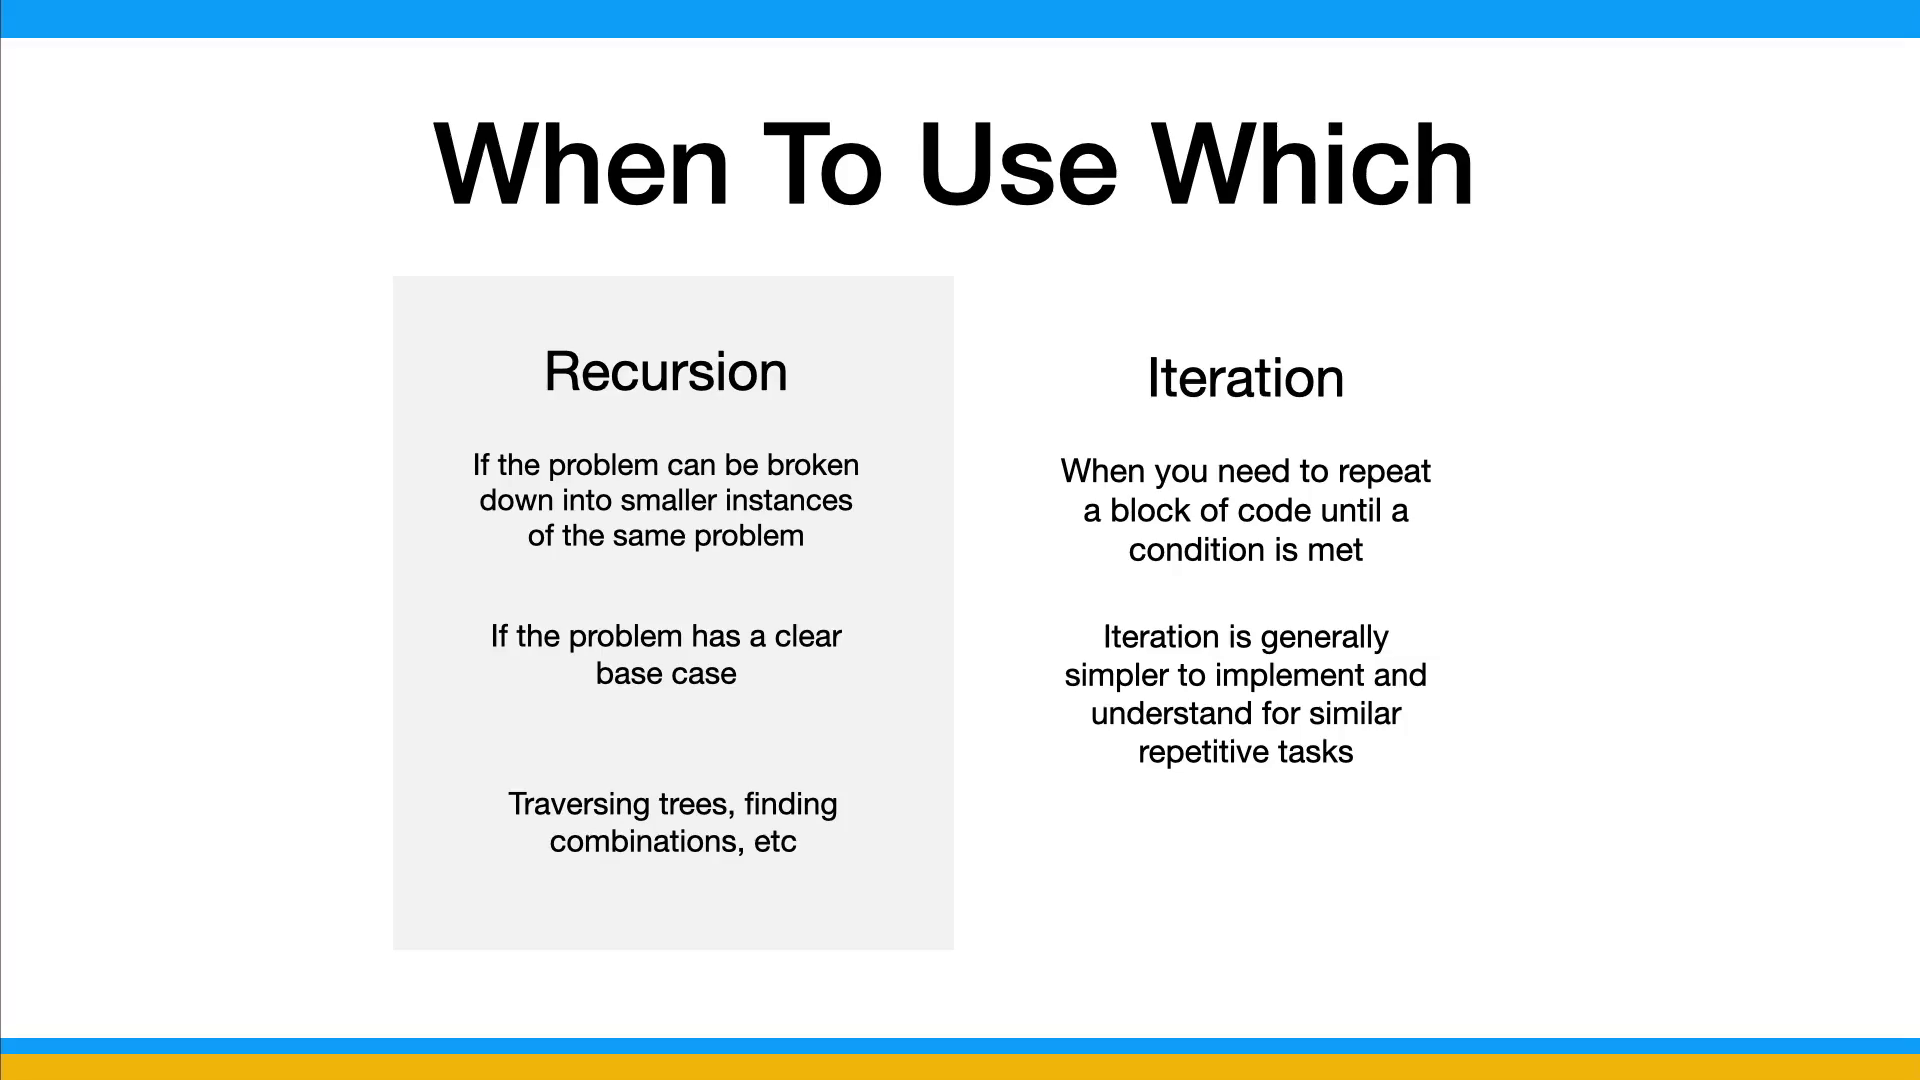 When To Use Which
Recursion
If the problem can be broken
down into smaller instances
of the same problem
If the problem has a clear
base case
Traversing trees, finding
combinations, etc
Iteration
When you need to repeat
a block of code until a
condition is met
Iteration is generally
simpler to implement and
understand for similar
repetitive tasks